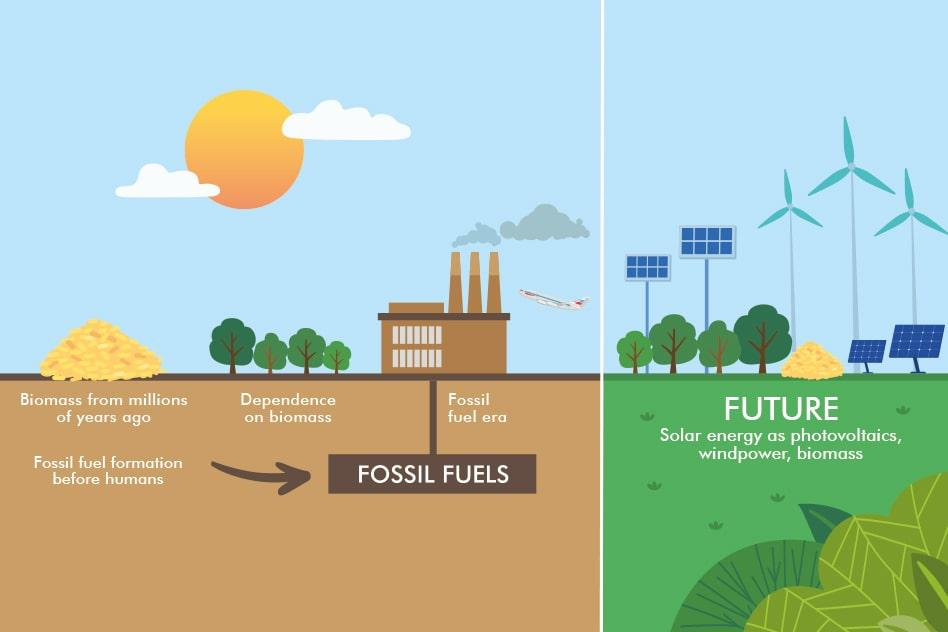 Biomass from millions
of years ago
Dependence
on biomass
Fossil
fuel era
Fossil fuel formation
before humans
FOSSIL FUELS
FUTURE
Solar energy as photovoltaics,
windpower, biomass